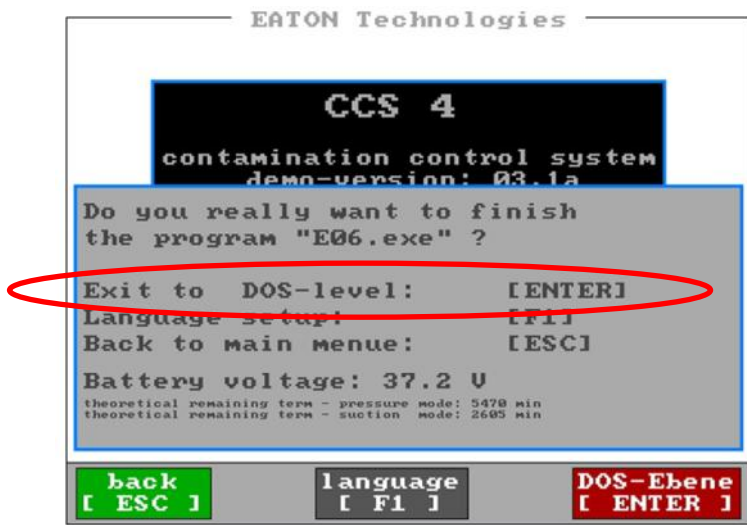 EATON Technologies
CCS 4
contamination control system
demo-version: 03.1a
Do you really want to finish
the program "E06.exe" ?
Exit to DOS-level: [ENTER]
Language setup: [F1]
Back to main menue: [ESC]
Battery voltage: 37.2 V
theoretical remaining term - pressure mode: 5470 min
theoretical remaining term - suction mode: 2605 min
back language DOS-Ebene
[ ESC ] [ F1 ] [ ENTER ]